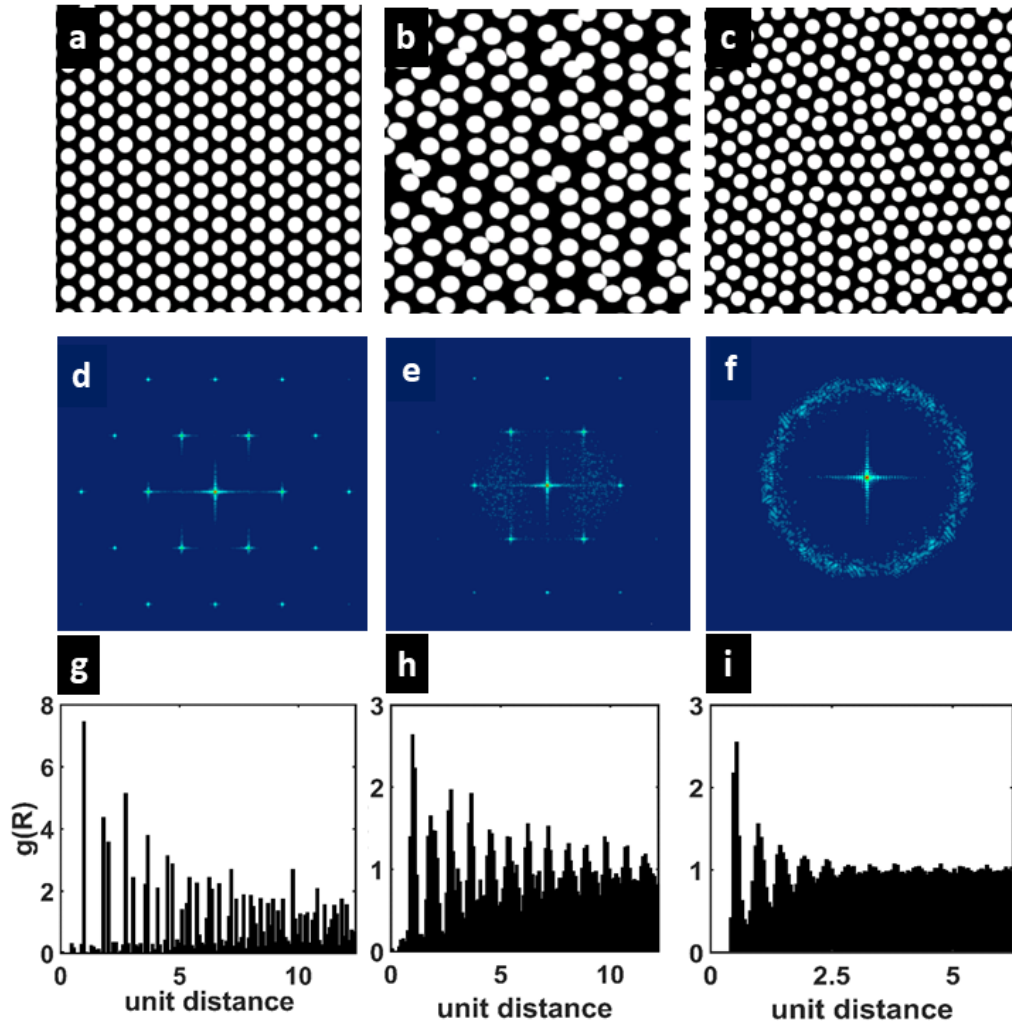 a b c
d e f
g h i
8 3 3
6
4 2 2
2 1 1
0 0 0
g(R)
0 5 10 0 5 10 0 2.5 5
unit distance unit distance unit distance